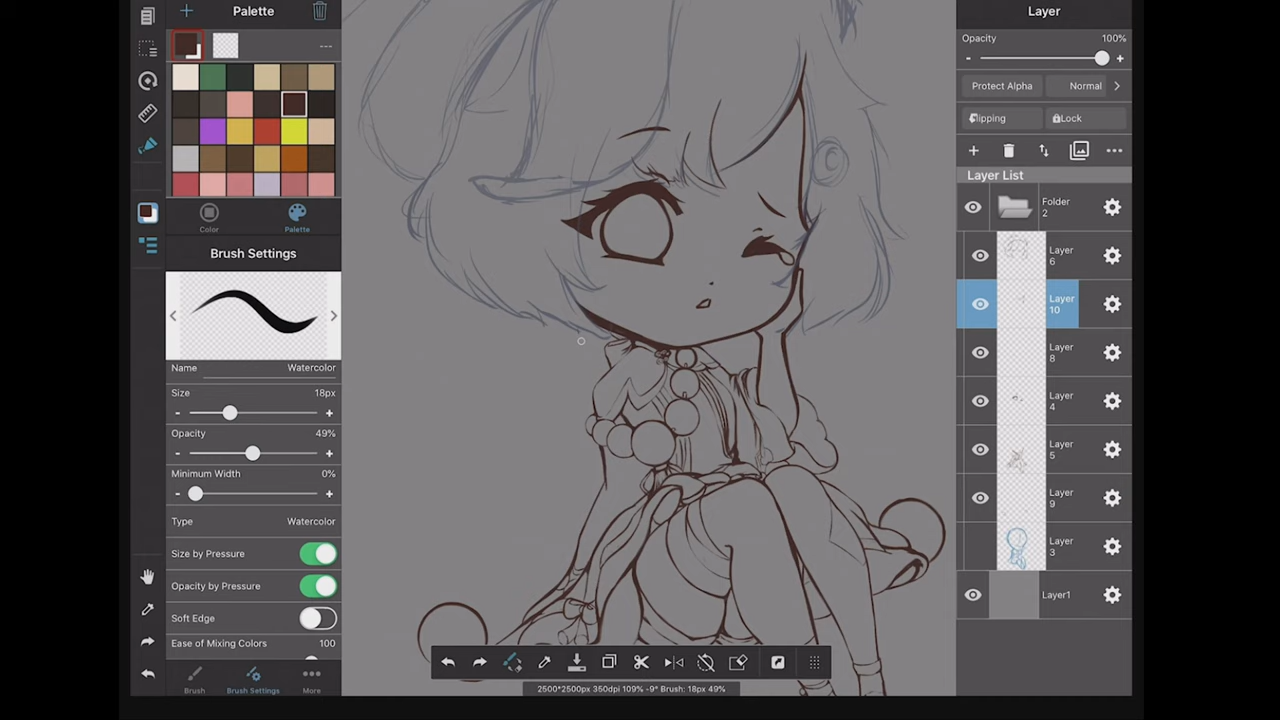 Palette
Color
Palette
Brush Settings
Name Watercolor
Size 18px
- +
Opacity 49%
- +
Minimum Width 0%
- +
Type Watercolor
Size by Pressure
Opacity by Pressure
Soft Edge
Ease of Mixing Colors 100
Brush
Brush Settings
More
2500*2500px 350dpi 109% -9° Brush: 18px 49%
Layer
Opacity 100%
- +
Protect Alpha
Normal
Clipping
Lock
Layer List
Folder
2
Layer
6
Layer
10
Layer
8
Layer
4
Layer
5
Layer
9
Layer
3
Layer1